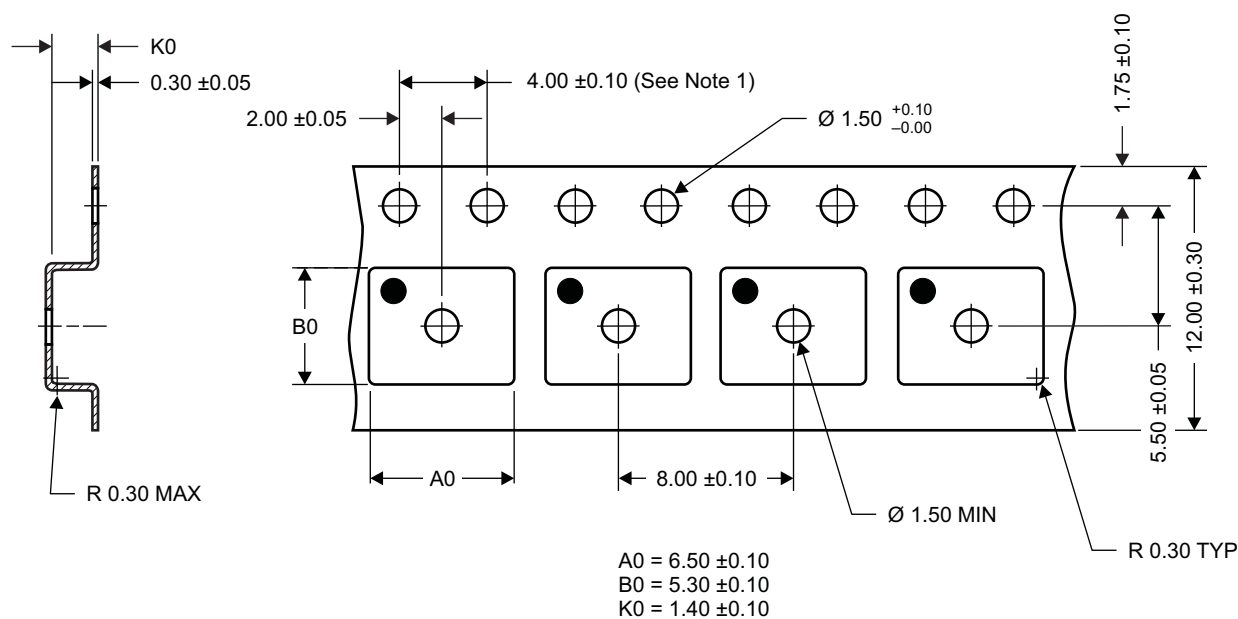 K0
0.30 ±0.05
4.00 ±0.10 (See Note 1)
2.00 ±0.05
Ø 1.50 +0.10 –0.00
1.75 ±0.10
B0
12.00 ±0.30
5.50 ±0.05
A0
8.00 ±0.10
R 0.30 MAX
Ø 1.50 MIN
R 0.30 TYP
A0 = 6.50 ±0.10
B0 = 5.30 ±0.10
K0 = 1.40 ±0.10